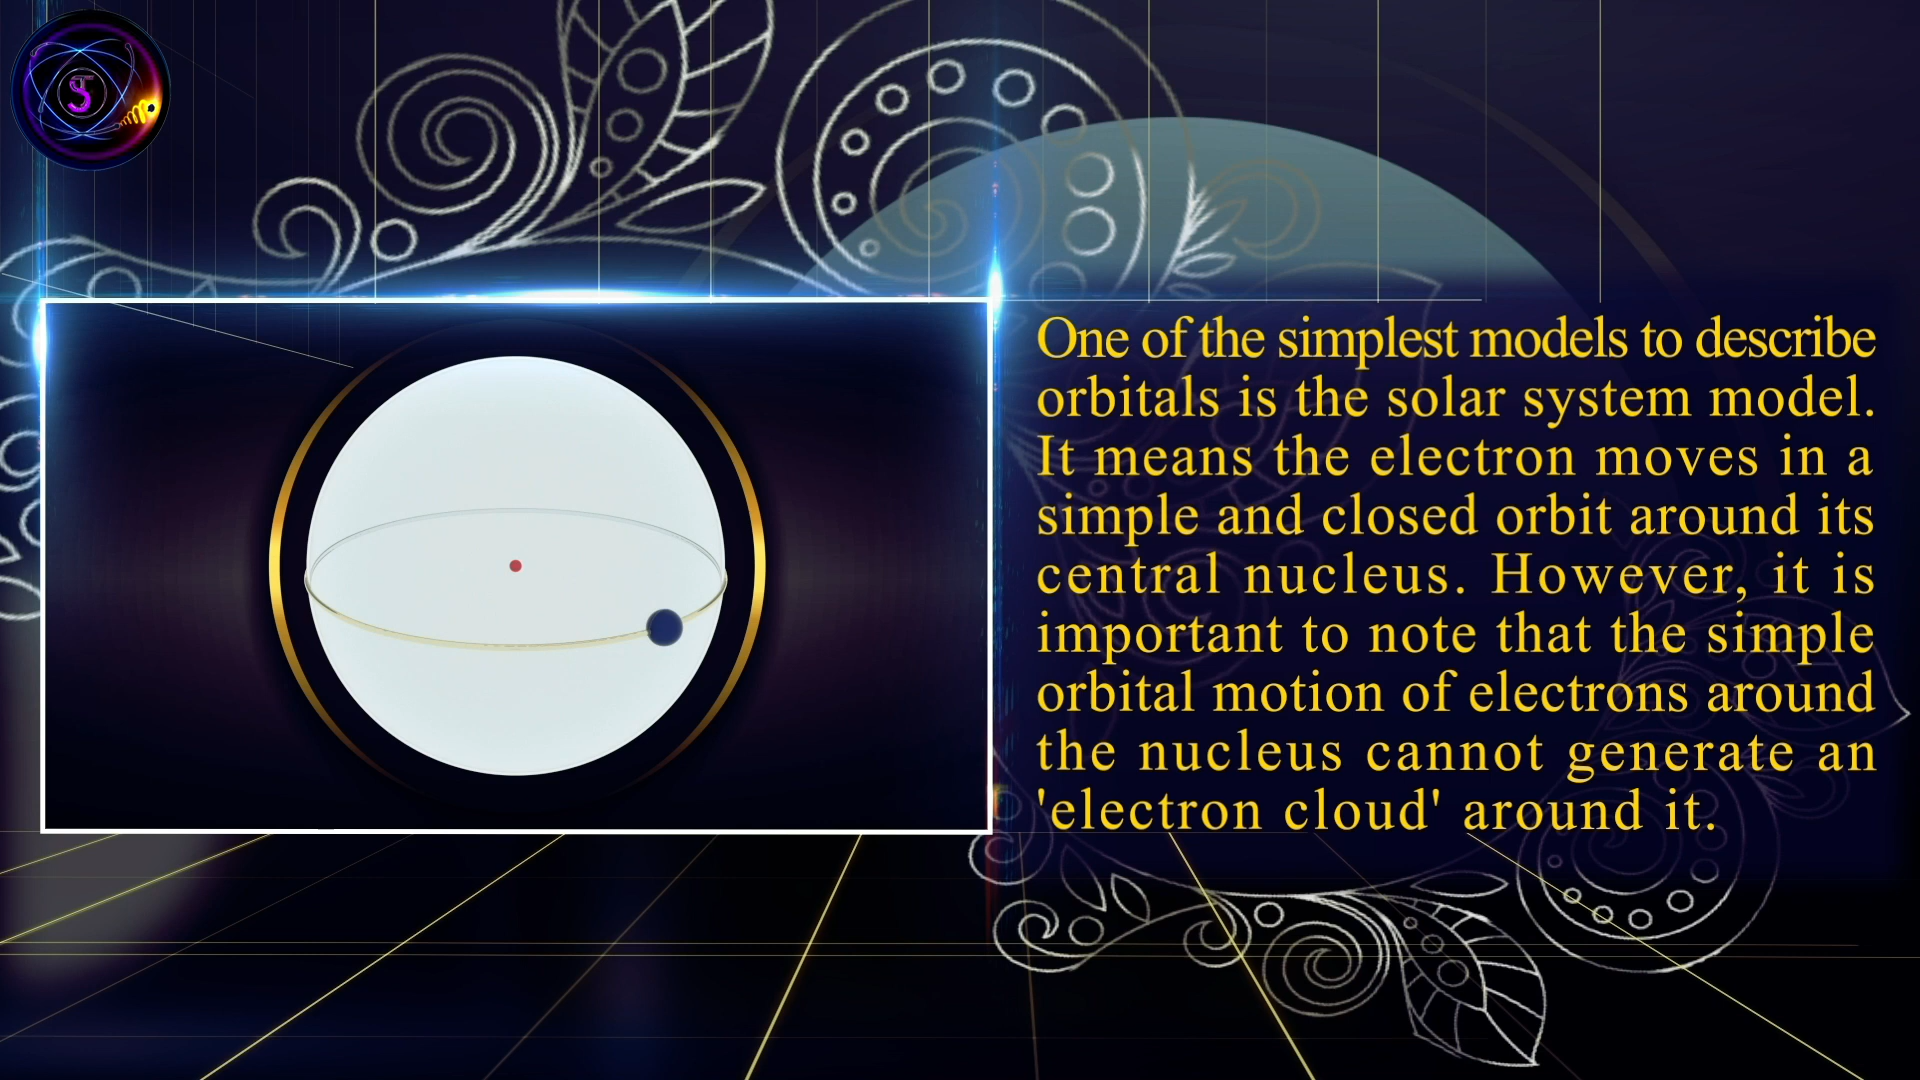 One of the simplest models to describe
orbitals is the solar system model.
It means the electron moves in a
simple and closed orbit around its
central nucleus. However, it is
important to note that the simple
orbital motion of electrons around
the nucleus cannot generate an
'electron cloud' around it.